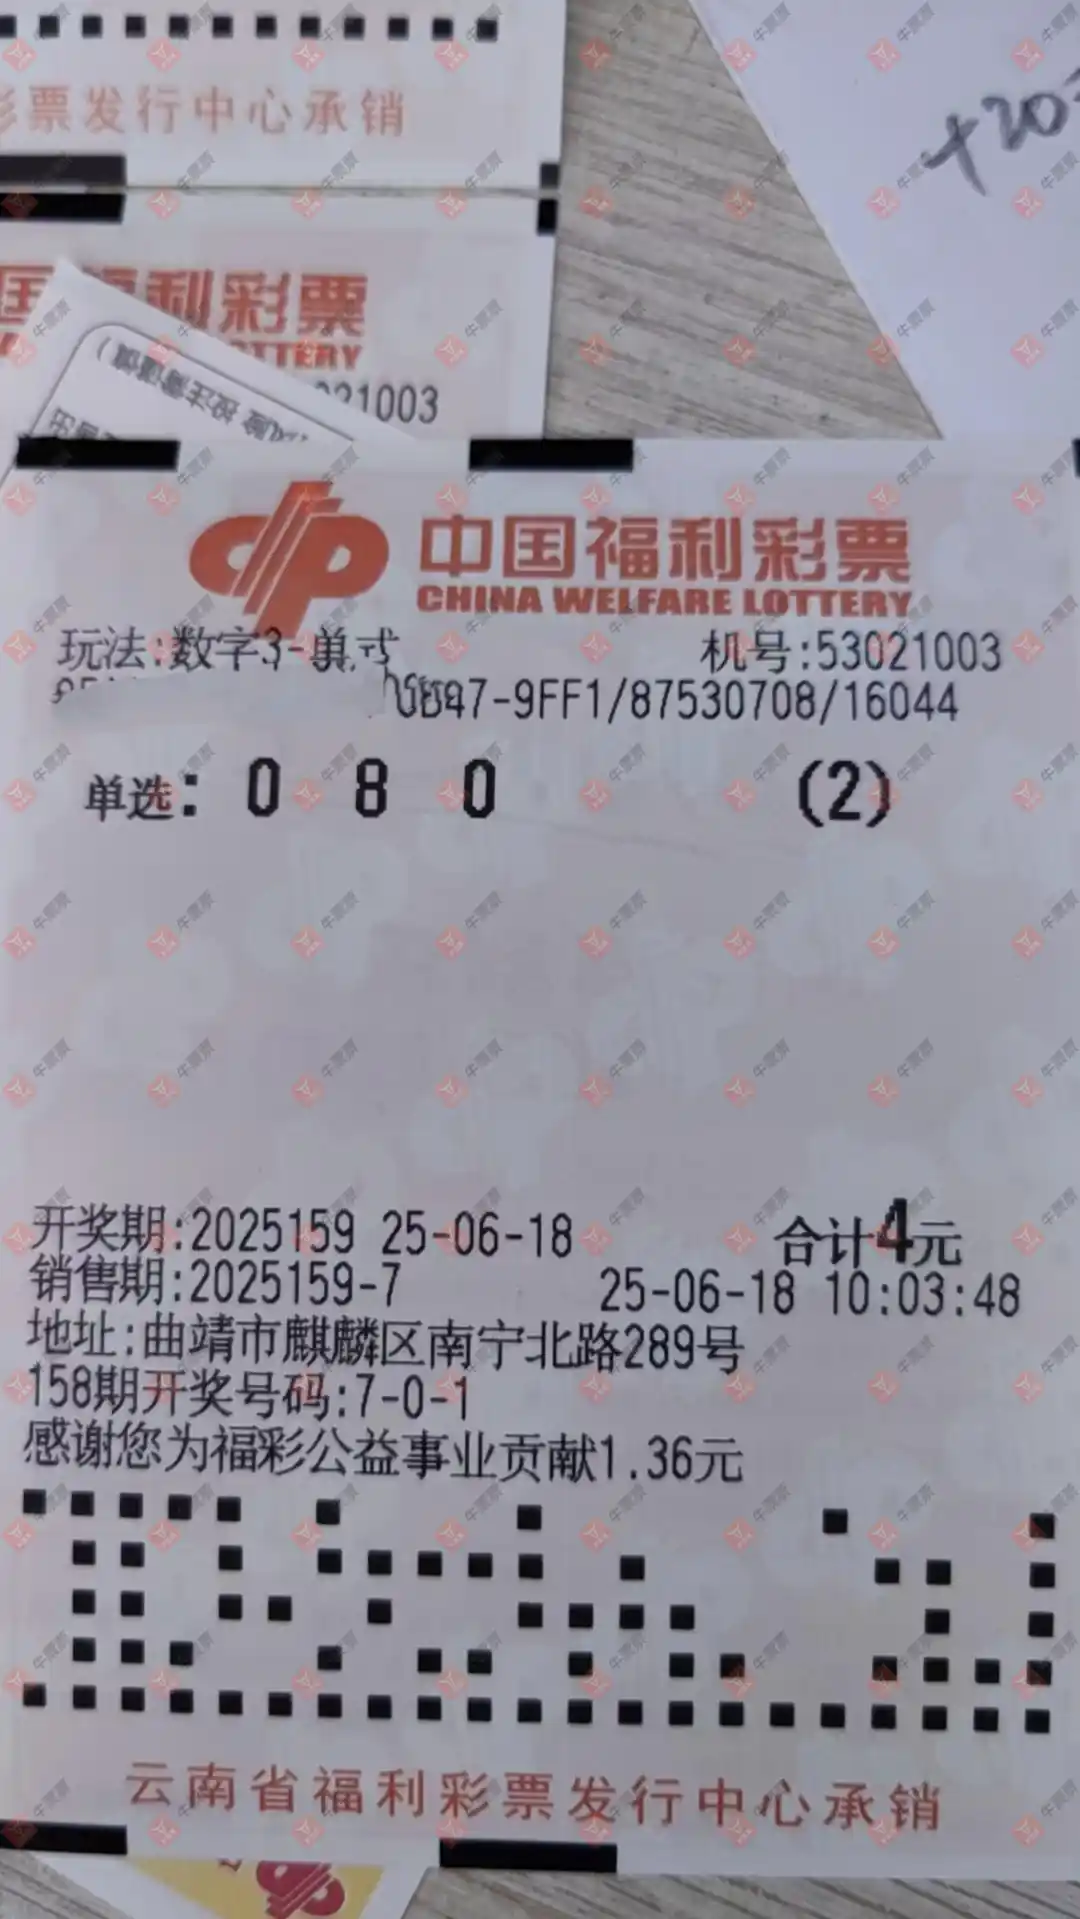 彩票发行中心承销
+20
国福利彩票
TTERY
21003
中国福利彩票
CHINA WELFARE LOTTERY
玩法:数字3-单式
机号:53021003
0B47-9FF1/87530708/16044
单选: 0 8 0 (2)
开奖期:2025159 25-06-18 合计4元
销售期:2025159-7 25-06-18 10:03:48
地址:曲靖市麒麟区南宁北路289号
158期开奖号码:7-0-1
感谢您为福彩公益事业贡献1.36元
云南省福利彩票发行中心承销
牛票票